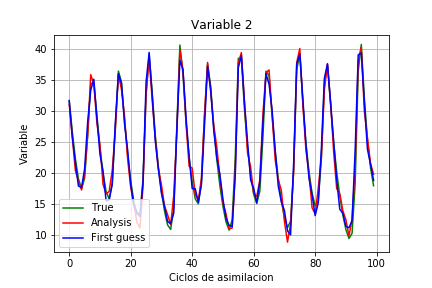 Variable 2
Variable
40
35
30
25
20
15
10
True
Analysis
First guess
0 20 40 60 80 100
Ciclos de asimilacion